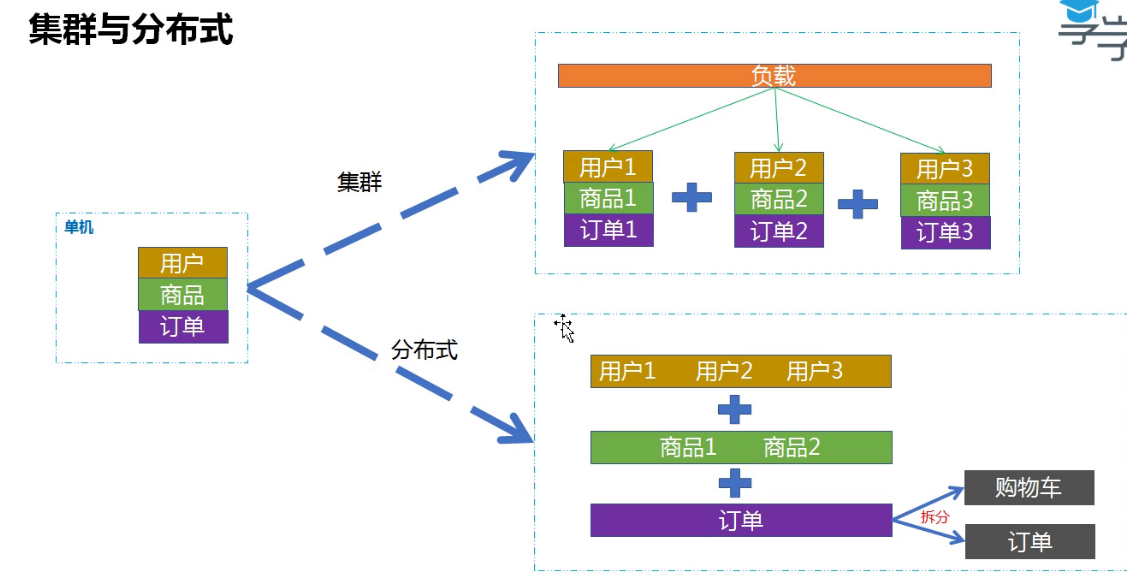 集群与分布式
负载
用户1
用户2
用户3
商品1
商品2
商品3
订单1
订单2
订单3
集群
单机
用户
商品
订单
分布式
用户1 用户2 用户3
商品1 商品2
订单
拆分
购物车
订单